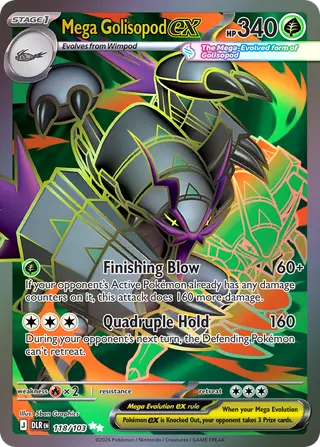 STAGE 1
Mega Golisopod ex
HP 340
Evolves from Wimpod
The Mega-Evolved form of
Golisopod
Finishing Blow 60+
If your opponent's Active Pokémon already has any damage
counters on it, this attack does 160 more damage.
Quadruple Hold 160
During your opponent's next turn, the Defending Pokémon
can't retreat.
weakness ×2 resistance retreat
Illus. 5ban Graphics
Mega Evolution ex rule
When your Mega Evolution
Pokémon ex is Knocked Out, your opponent takes 3 Prize cards.
J DLR EN 118/103
©2026 Pokémon / Nintendo / Creatures / GAME FREAK